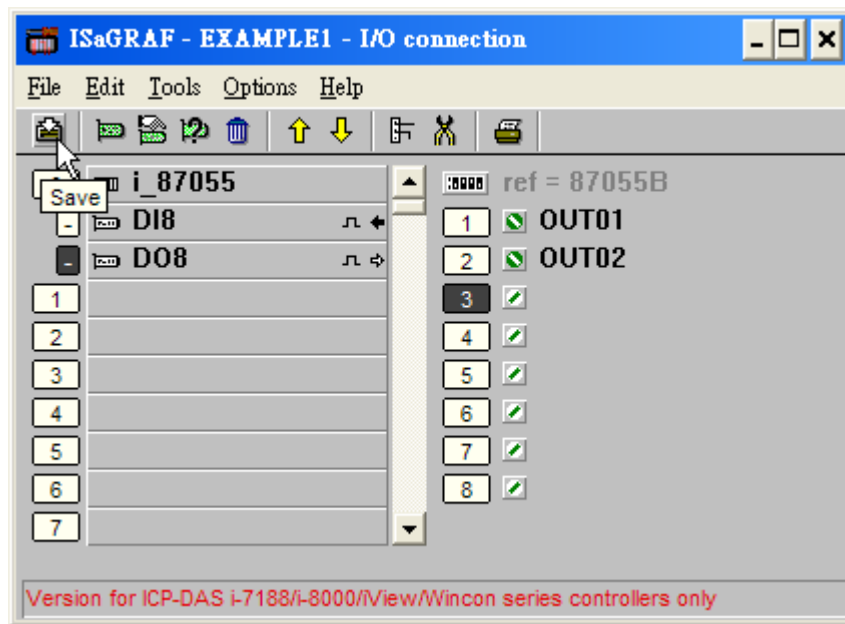 ISaGRAF - EXAMPLE1 - I/O connection
File Edit Tools Options Help
Save
i_87055
DI8
DO8
1
2
3
4
5
6
7
ref = 87055B
1 OUT01
2 OUT02
3
4
5
6
7
8
Version for ICP-DAS i-7188/i-8000/iView/Wincon series controllers only